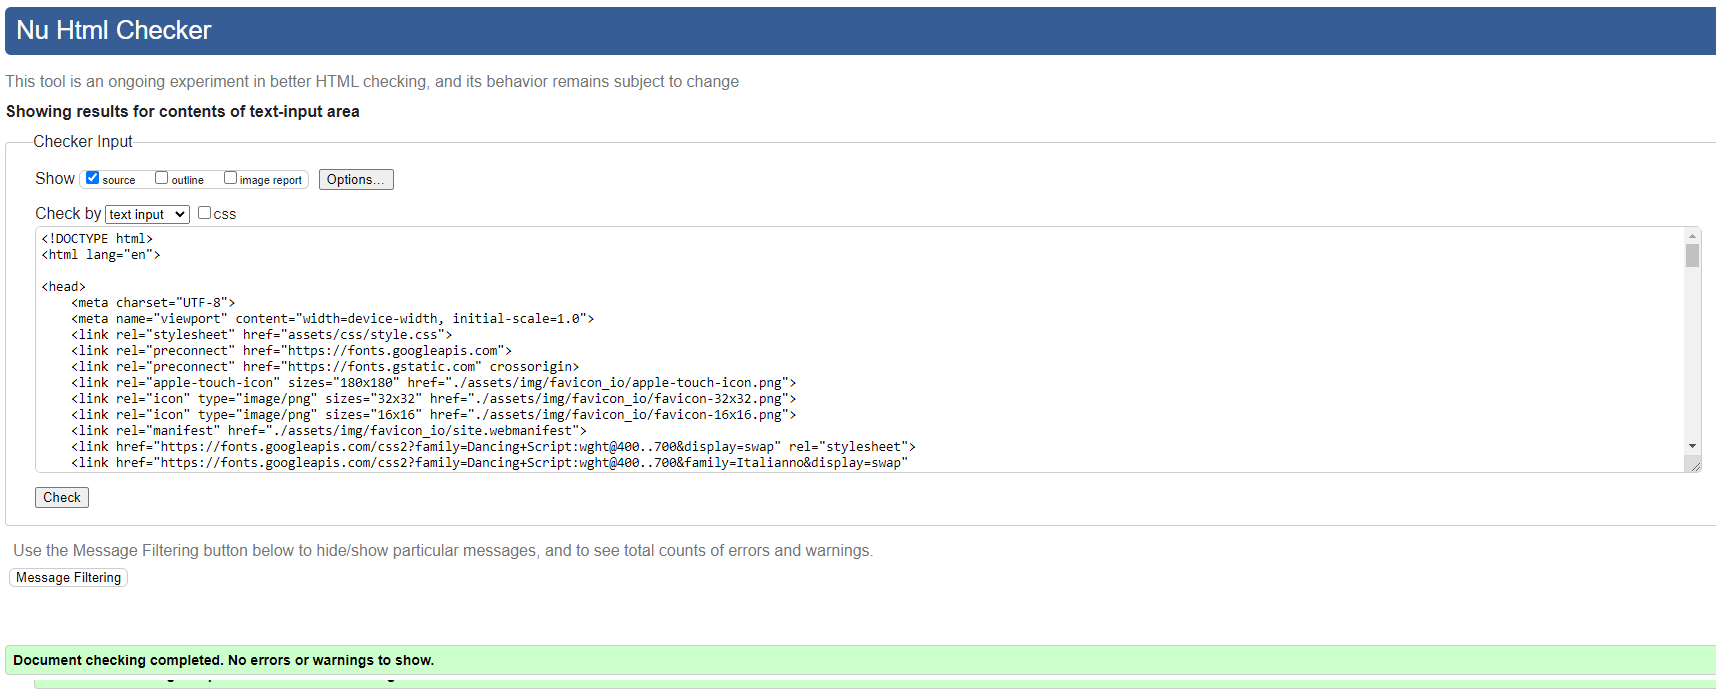 Nu Html Checker
This tool is an ongoing experiment in better HTML checking, and its behavior remains subject to change
Showing results for contents of text-input area
Checker Input
Show source outline image report Options...
Check by text input css
<!DOCTYPE html>
<html lang="en">
<head>
<meta charset="UTF-8">
<meta name="viewport" content="width=device-width, initial-scale=1.0">
<link rel="stylesheet" href="assets/css/style.css">
<link rel="preconnect" href="https://fonts.googleapis.com">
<link rel="preconnect" href="https://fonts.gstatic.com" crossorigin>
<link rel="apple-touch-icon" sizes="180x180" href="./assets/img/favicon_io/apple-touch-icon.png">
<link rel="icon" type="image/png" sizes="32x32" href="./assets/img/favicon_io/favicon-32x32.png">
<link rel="icon" type="image/png" sizes="16x16" href="./assets/img/favicon_io/favicon-16x16.png">
<link rel="manifest" href="./assets/img/favicon_io/site.webmanifest">
<link href="https://fonts.googleapis.com/css2?family=Dancing+Script:wght@400..700&display=swap" rel="stylesheet">
<link href="https://fonts.googleapis.com/css2?family=Dancing+Script:wght@400..700&family=Italianno&display=swap"
Check
Use the Message Filtering button below to hide/show particular messages, and to see total counts of errors and warnings.
Message Filtering
Document checking completed. No errors or warnings to show.